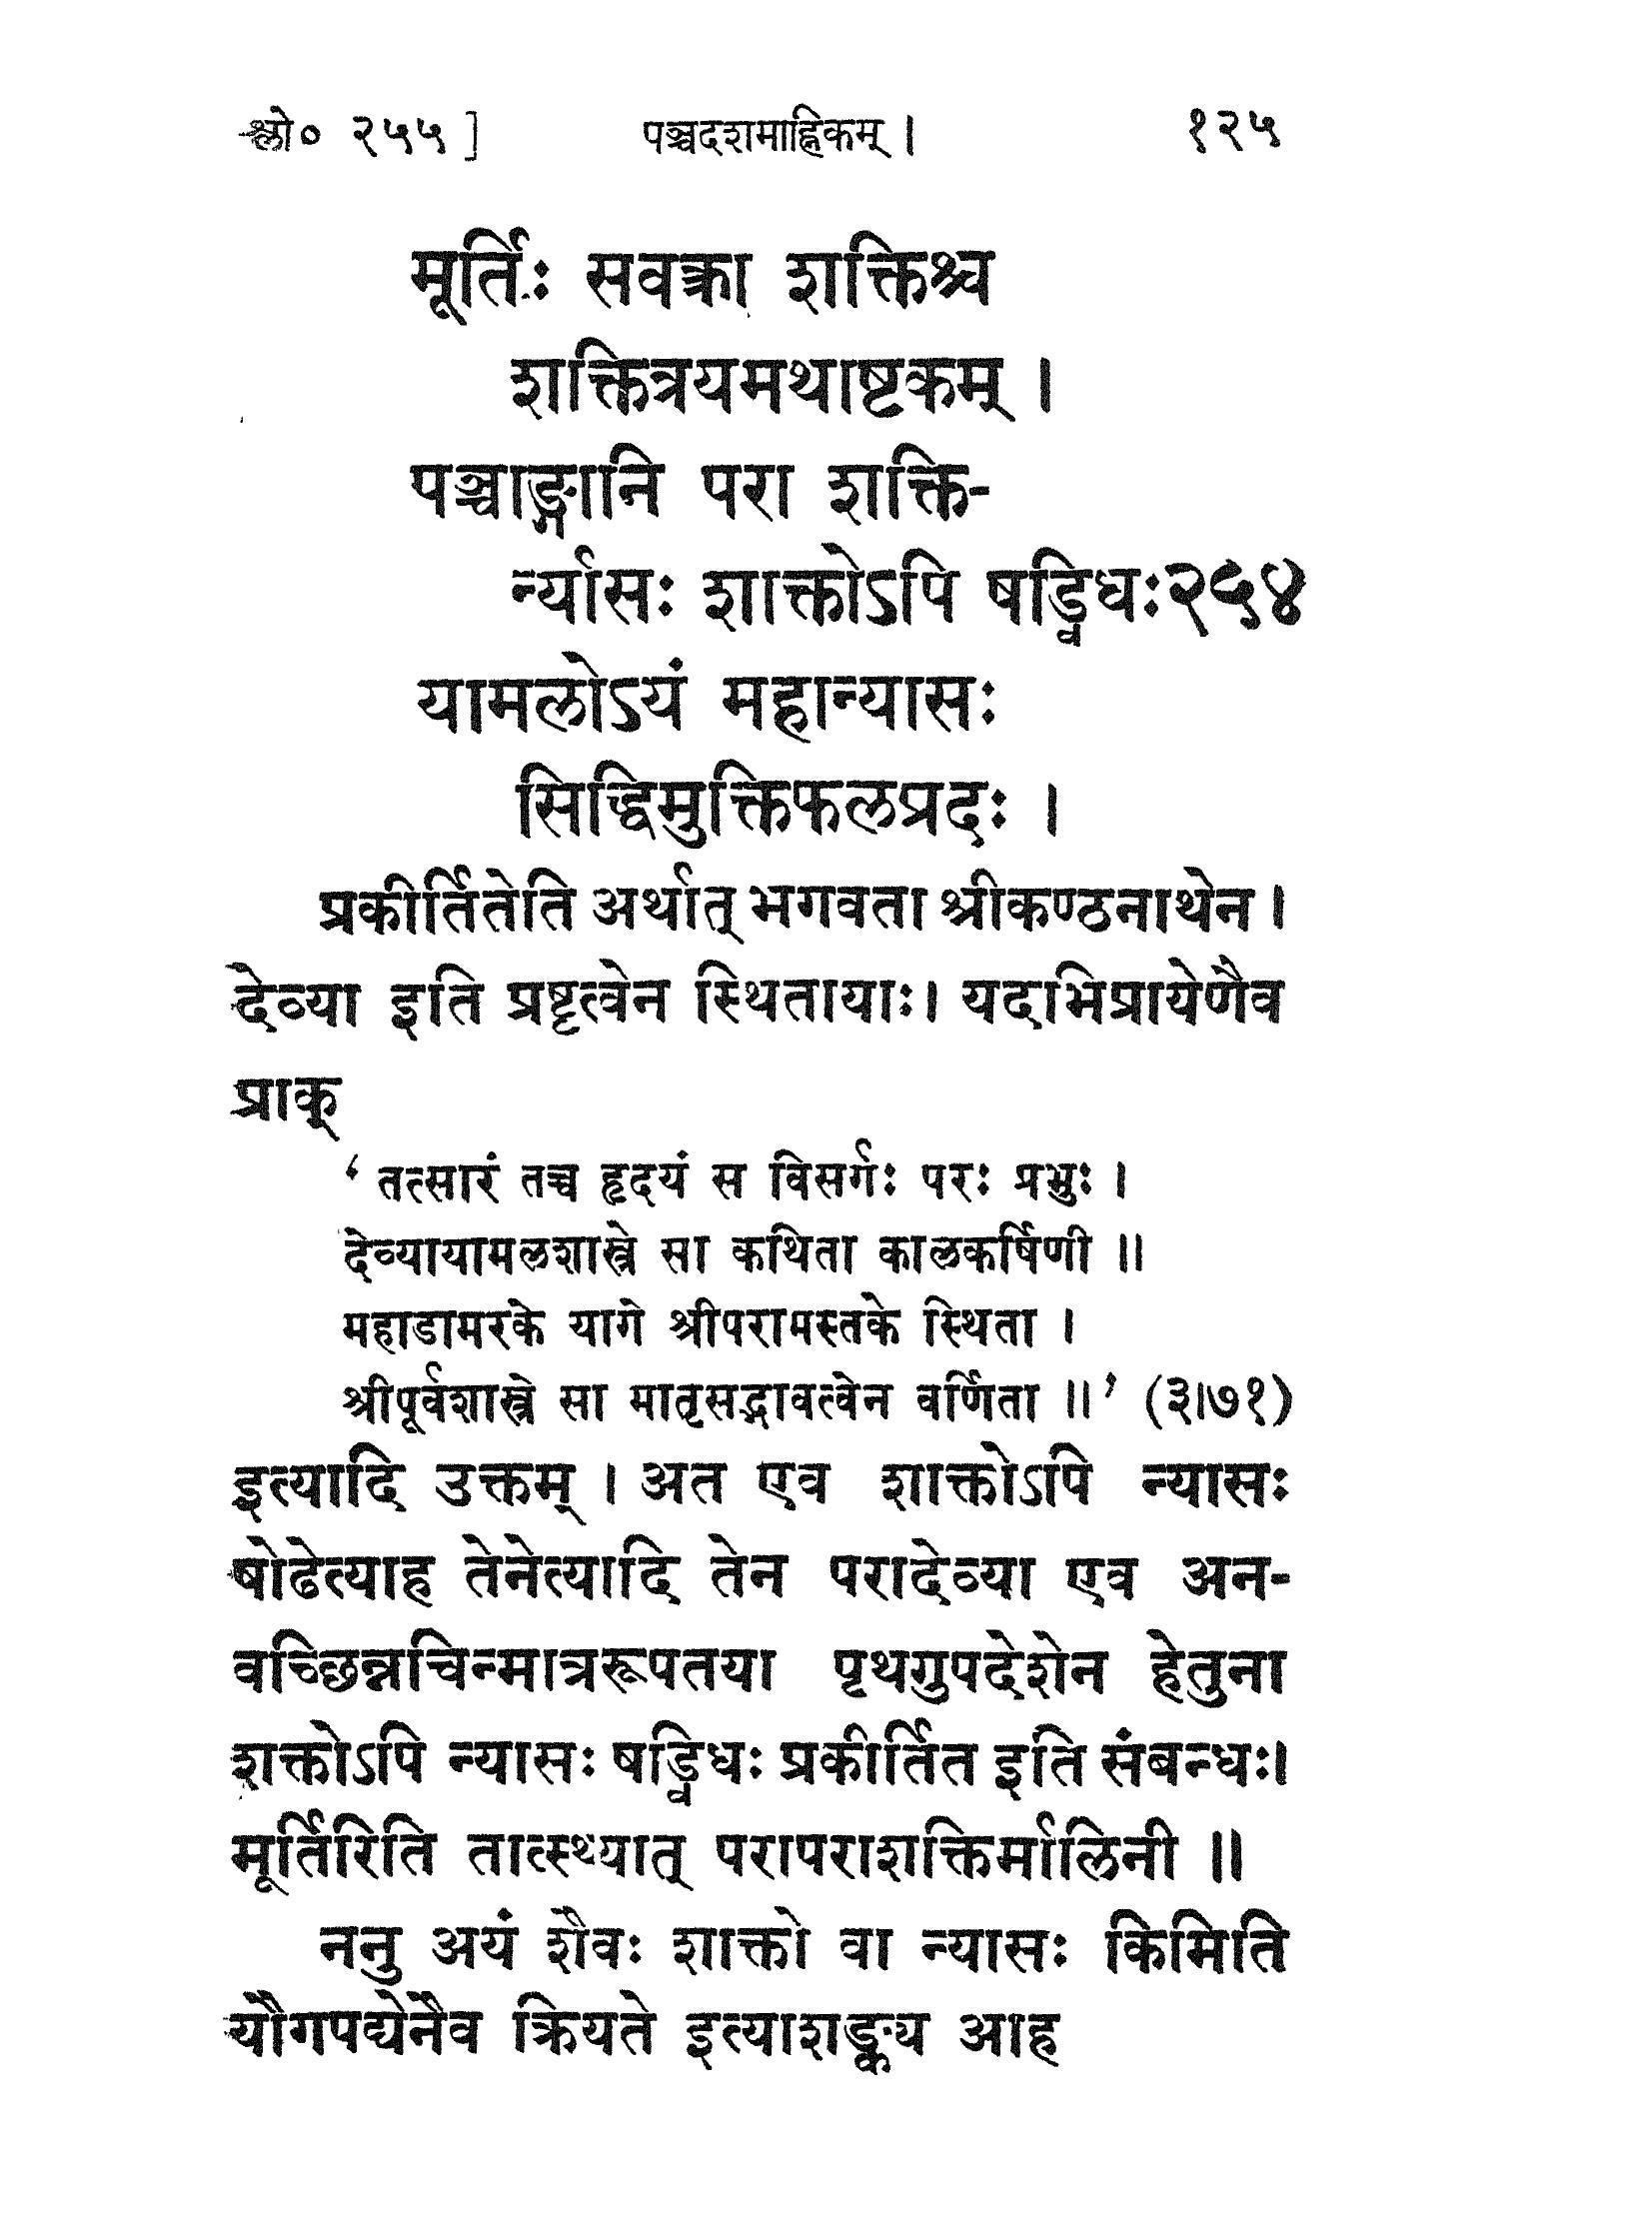 श्लो० २५५ ] पञ्चदशमाह्निकम् । १२५
मूर्तिः सवक्त्रा शक्तिश्च
शक्तित्रयमथाष्टकम् ।
पञ्चाङ्गानि परा शक्ति-
र्न्यासः शाक्तोऽपि षड्विधः२५४
यामलोऽयं महान्यासः
सिद्धिमुक्तिफलप्रदः ।
प्रकीर्तितेति अर्थात् भगवता श्रीकण्ठनाथेन ।
देव्या इति प्रष्टृत्वेन स्थितायाः। यदाभिप्रायेणैव
प्राक्
‘ तत्सारं तच्च हृदयं स विसर्गः परः प्रभुः ।
देव्यायामलशास्त्रे सा कथिता कालकर्षिणी ॥
महाडामरके यागे श्रीपरामस्तके स्थिता ।
श्रीपूर्वशास्त्रे सा मातृसद्भावत्वेन वर्णिता ॥’ (३।७१)
इत्यादि उक्तम् । अत एव शाक्तोऽपि न्यासः
षोढेत्याह तेनेत्यादि तेन परादेव्या एव अन-
वच्छिन्नचिन्मात्ररूपतया पृथगुपदेशेन हेतुना
शक्तोऽपि न्यासः षड्विधः प्रकीर्तित इति संबन्धः।
मूर्तिरिति तात्स्थ्यात् परापराशक्तिर्मालिनी ॥
ननु अयं शैवः शाक्तो वा न्यासः किमिति
यौगपद्येनैव क्रियते इत्याशङ्क्य आह